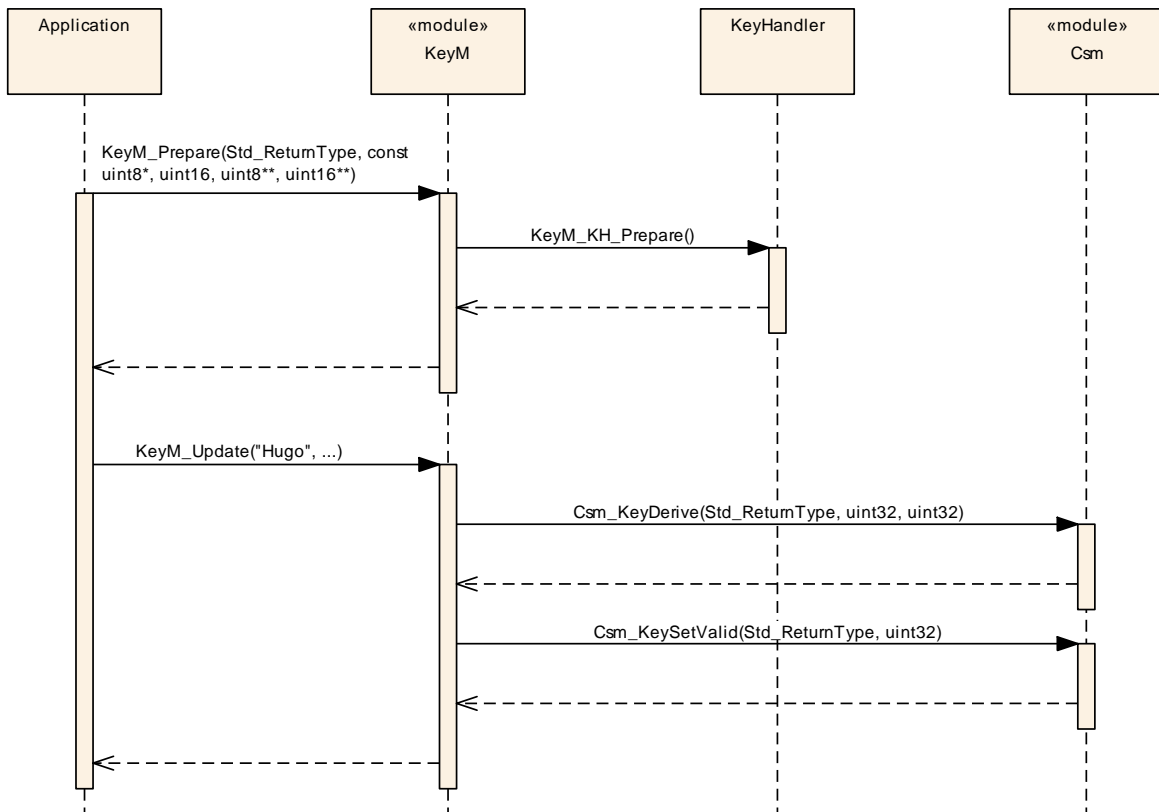 Application
«module»
KeyM
KeyHandler
«module»
Csm
KeyM_Prepare(Std_ReturnType, const
uint8*, uint16, uint8**, uint16**)
KeyM_KH_Prepare()
KeyM_Update("Hugo", ...)
Csm_KeyDerive(Std_ReturnType, uint32, uint32)
Csm_KeySetValid(Std_ReturnType, uint32)